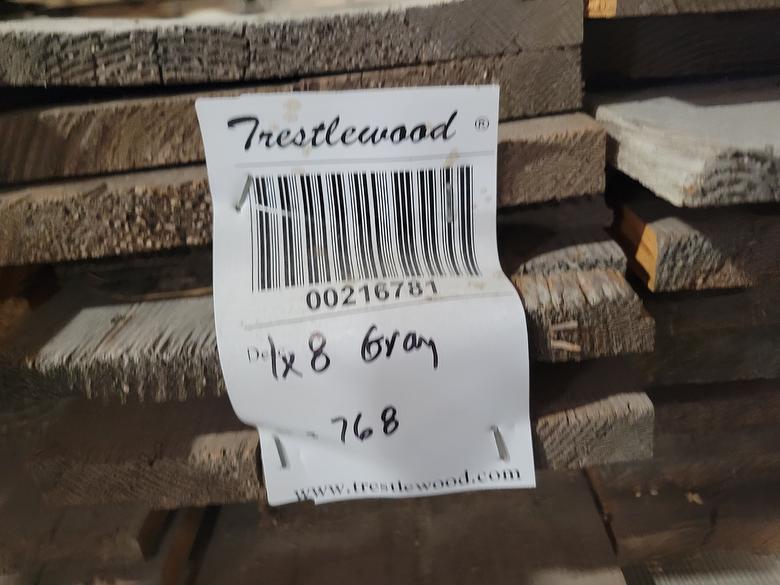 Trestlewood ®
00216781
1x8 Gray
768
www.trestlewood.com